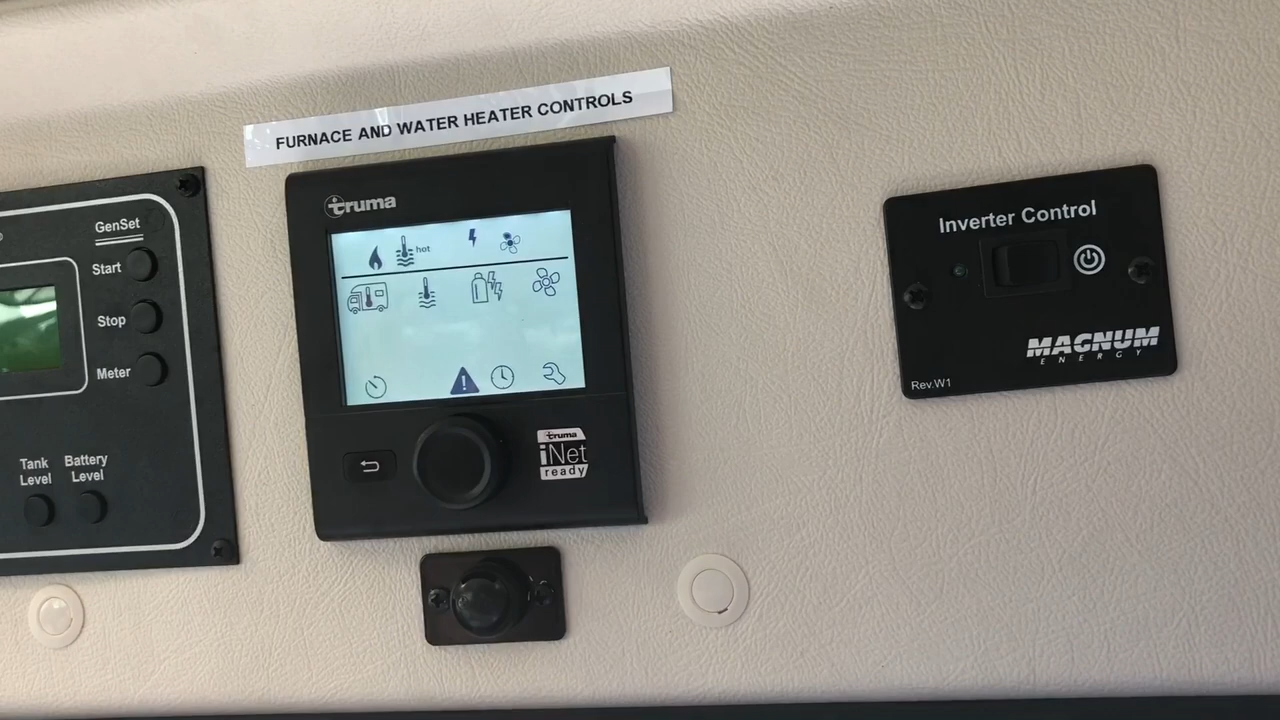 FURNACE AND WATER HEATER CONTROLS
GenSet
Start
Stop
Meter
Tank
Level
Battery
Level
truma
hot
truma
iNet
ready
Inverter Control
MAGNUM
ENERGY
Rev.W1